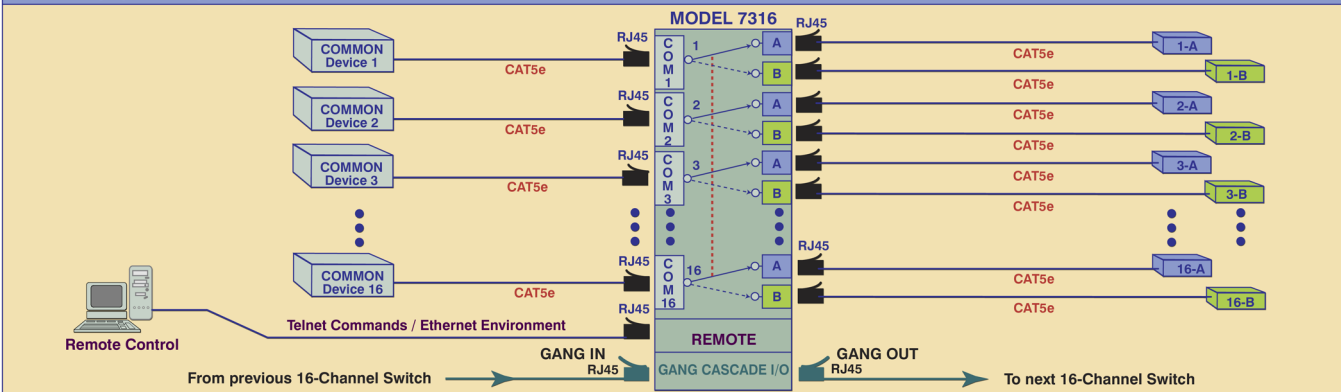 MODEL 7316
RJ45
RJ45
COMMON
Device 1
CAT5e
COM1
1
A
B
CAT5e
1-A
CAT5e
1-B
COMMON
Device 2
RJ45
CAT5e
COM2
2
A
B
CAT5e
2-A
CAT5e
2-B
COMMON
Device 3
RJ45
CAT5e
COM3
3
A
B
CAT5e
3-A
CAT5e
3-B
COMMON
Device 16
RJ45
CAT5e
COM16
16
A
B
RJ45
CAT5e
16-A
CAT5e
16-B
RJ45
Telnet Commands / Ethernet Environment
Remote Control
REMOTE
GANG IN
RJ45
GANG CASCADE I/O
GANG OUT
RJ45
From previous 16-Channel Switch
To next 16-Channel Switch